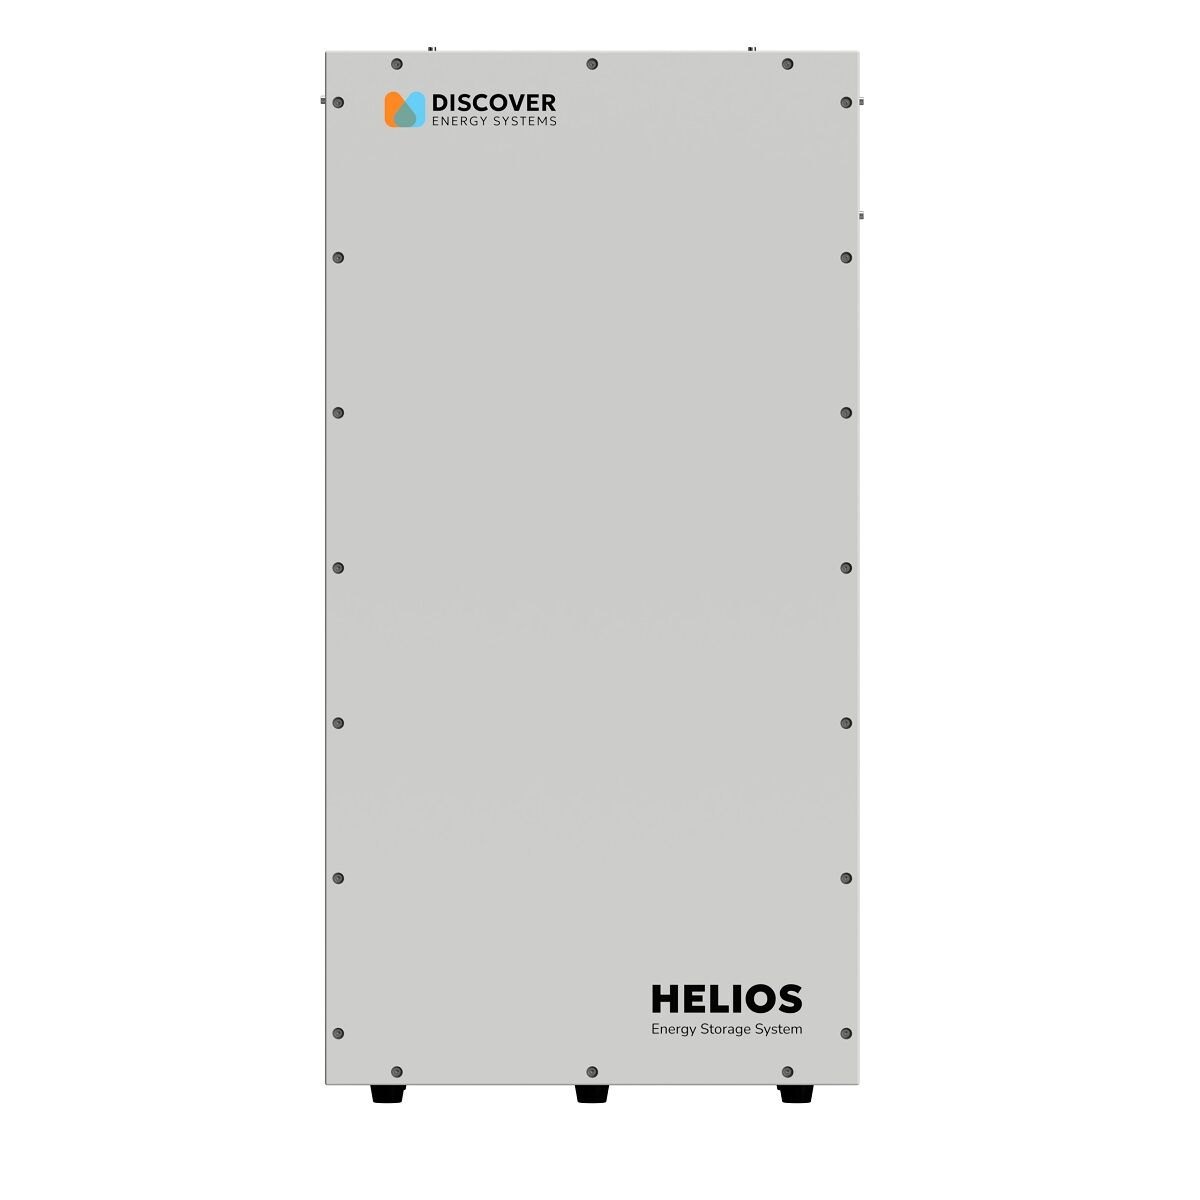 DISCOVER
ENERGY SYSTEMS
HELIOS
Energy Storage System